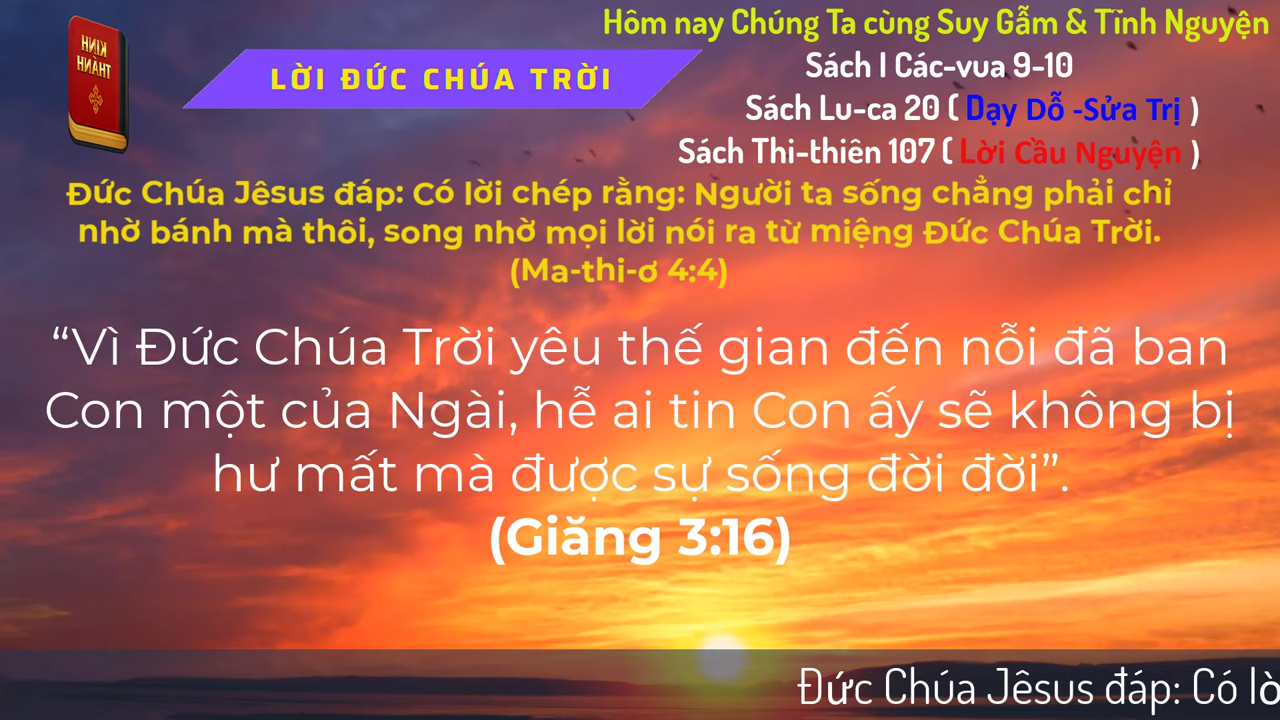 Hôm nay Chúng Ta cùng Suy Gẫm & Tĩnh Nguyện
Sách I Các-vua 9-10
Sách Lu-ca 20 ( Dạy Dỗ -Sửa Trị )
Sách Thi-thiên 107 ( Lời Cầu Nguyện )
KINH
THÁNH
LỜI ĐỨC CHÚA TRỜI
Đức Chúa Jêsus đáp: Có lời chép rằng: Người ta sống chẳng phải chỉ
nhờ bánh mà thôi, song nhờ mọi lời nói ra từ miệng Đức Chúa Trời.
(Ma-thi-ơ 4:4)
“Vì Đức Chúa Trời yêu thế gian đến nỗi đã ban
Con một của Ngài, hễ ai tin Con ấy sẽ không bị
hư mất mà được sự sống đời đời”.
(Giăng 3:16)
Đức Chúa Jêsus đáp: Có lò